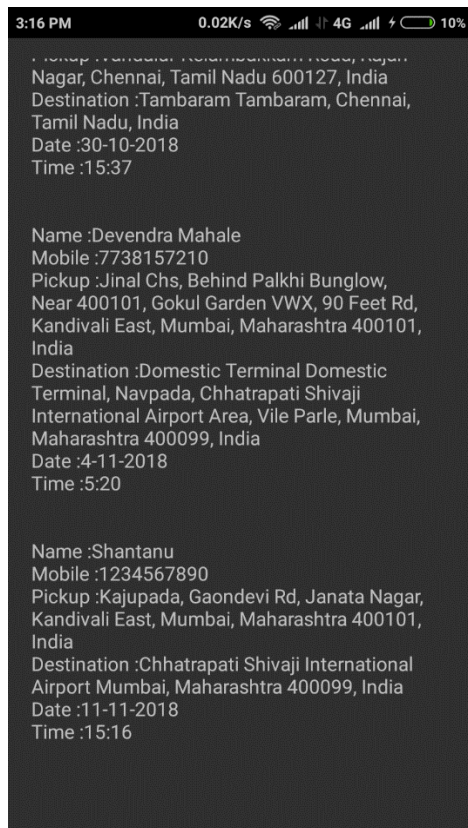 3:16 PM 0.02K/s 4G 10%
Nagar, Chennai, Tamil Nadu 600127, India
Destination :Tambaram Tambaram, Chennai,
Tamil Nadu, India
Date :30-10-2018
Time :15:37
Name :Devendra Mahale
Mobile :7738157210
Pickup :Jinal Chs, Behind Palkhi Bunglow,
Near 400101, Gokul Garden VWX, 90 Feet Rd,
Kandivali East, Mumbai, Maharashtra 400101,
India
Destination :Domestic Terminal Domestic
Terminal, Navpada, Chhatrapati Shivaji
International Airport Area, Vile Parle, Mumbai,
Maharashtra 400099, India
Date :4-11-2018
Time :5:20
Name :Shantanu
Mobile :1234567890
Pickup :Kajupada, Gaondevi Rd, Janata Nagar,
Kandivali East, Mumbai, Maharashtra 400101,
India
Destination :Chhatrapati Shivaji International
Airport Mumbai, Maharashtra 400099, India
Date :11-11-2018
Time :15:16